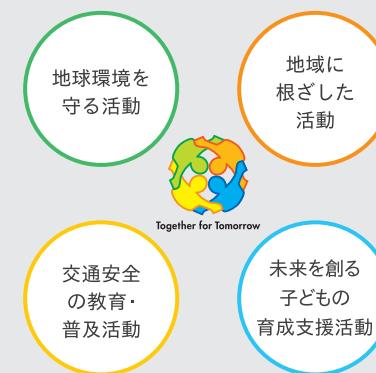 地球環境を
守る活動
地域に
根ざした
活動
Together for Tomorrow
交通安全
の教育・
普及活動
未来を創る
子どもの
育成支援活動